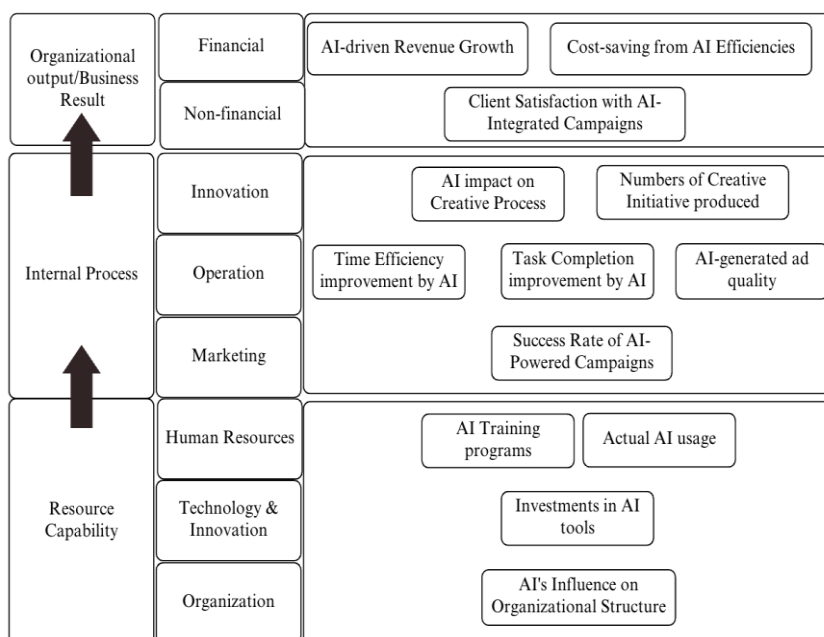 Organizational
output/Business
Result
Financial
AI-driven Revenue Growth
Cost-saving from AI Efficiencies
Non-financial
Client Satisfaction with AI-
Integrated Campaigns
Internal Process
Innovation
AI impact on
Creative Process
Numbers of Creative
Initiative produced
Operation
Time Efficiency
improvement by AI
Task Completion
improvement by AI
AI-generated ad
quality
Marketing
Success Rate of AI-
Powered Campaigns
Resource
Capability
Human Resources
AI Training
programs
Actual AI usage
Technology &
Innovation
Investments in AI
tools
Organization
AI's Influence on
Organizational Structure